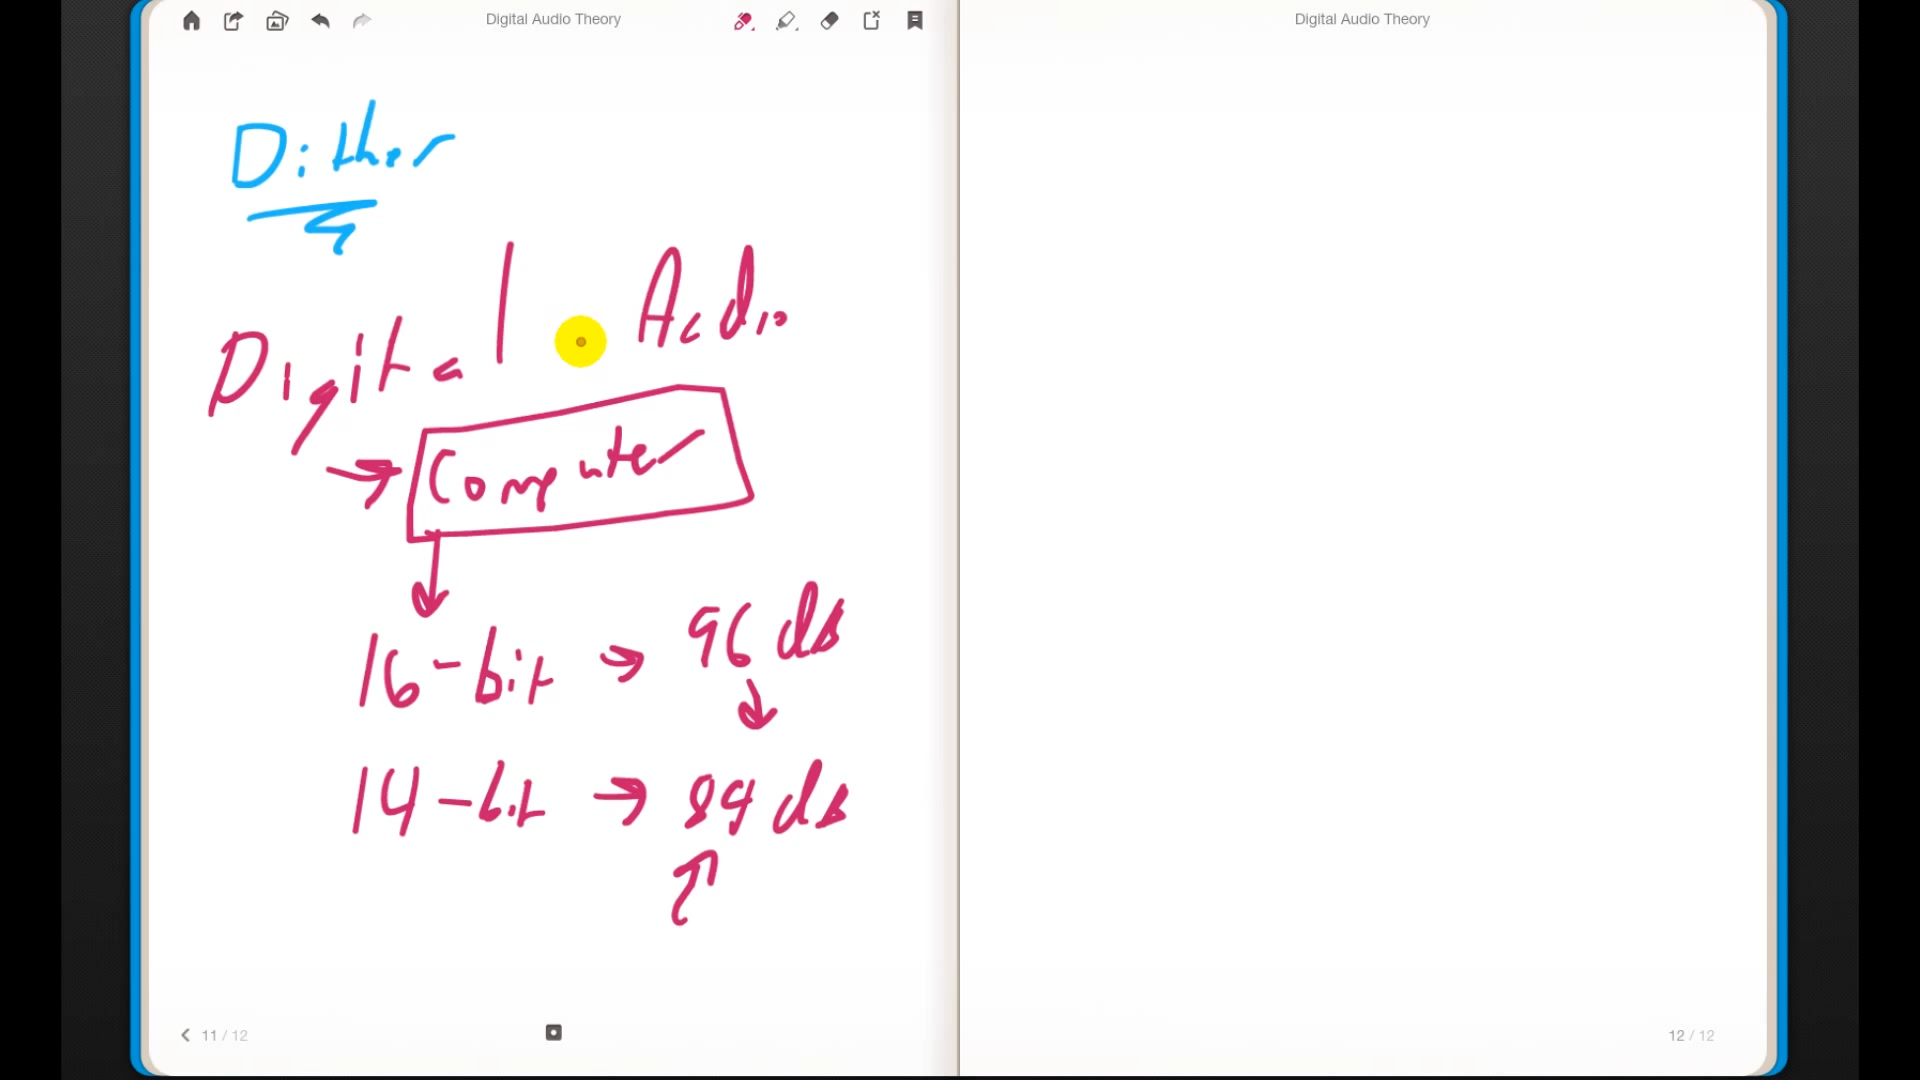 Digital Audio Theory
Dither
Digital Audio
→ Computer
16-bit → 96 db
14-bit → 84 db
11 / 12
Digital Audio Theory
12 / 12